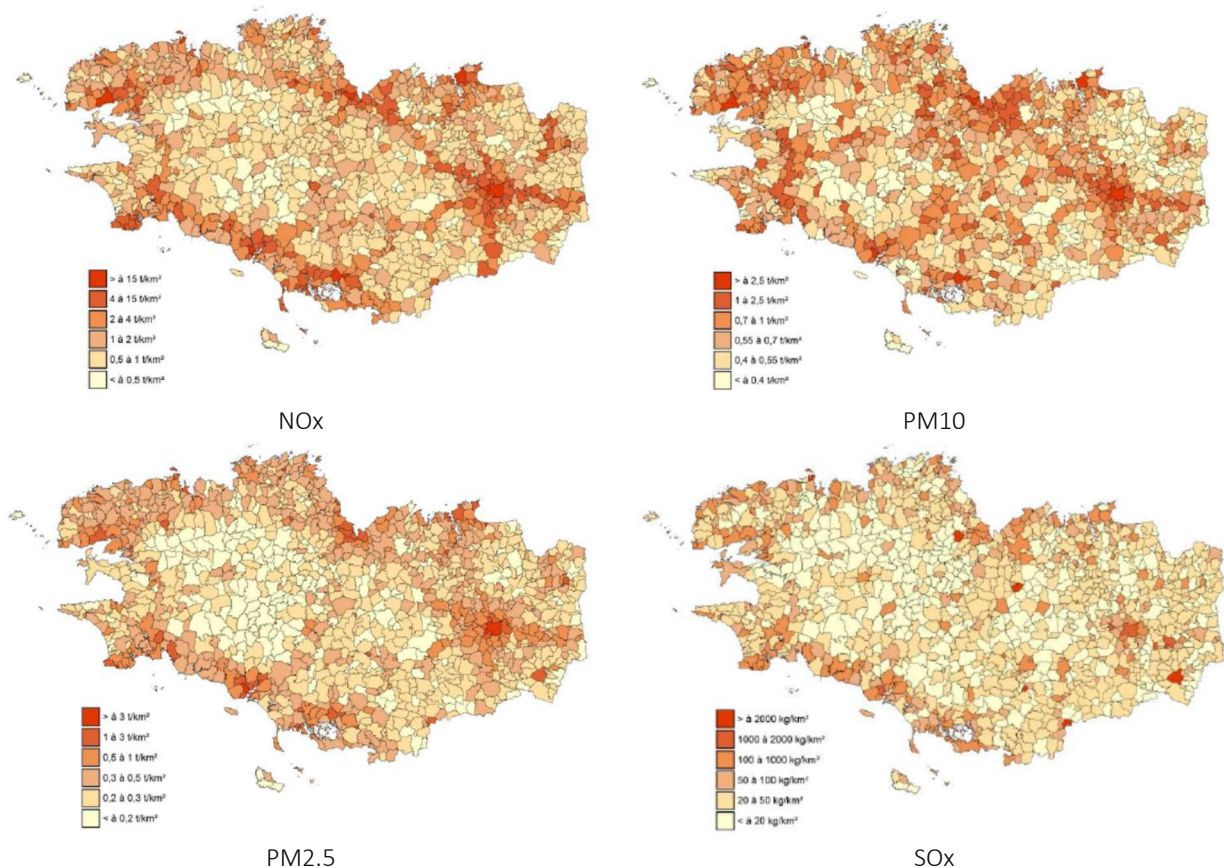 > à 15 t/km²
4 à 15 t/km²
2 à 4 t/km²
1 à 2 t/km²
0,5 à 1 t/km²
< à 0,5 t/km²
NOx
> à 2,5 t/km²
1 à 2,5 t/km²
0,7 à 1 t/km²
0,55 à 0,7 t/km²
0,4 à 0,55 t/km²
< à 0,4 t/km²
PM10
> à 3 t/km²
1 à 3 t/km²
0,5 à 1 t/km²
0,3 à 0,5 t/km²
0,2 à 0,3 t/km²
< à 0,2 t/km²
PM2.5
> à 2000 kg/km²
1000 à 2000 kg/km²
100 à 1000 kg/km²
50 à 100 kg/km²
20 à 50 kg/km²
< à 20 kg/km²
SOx